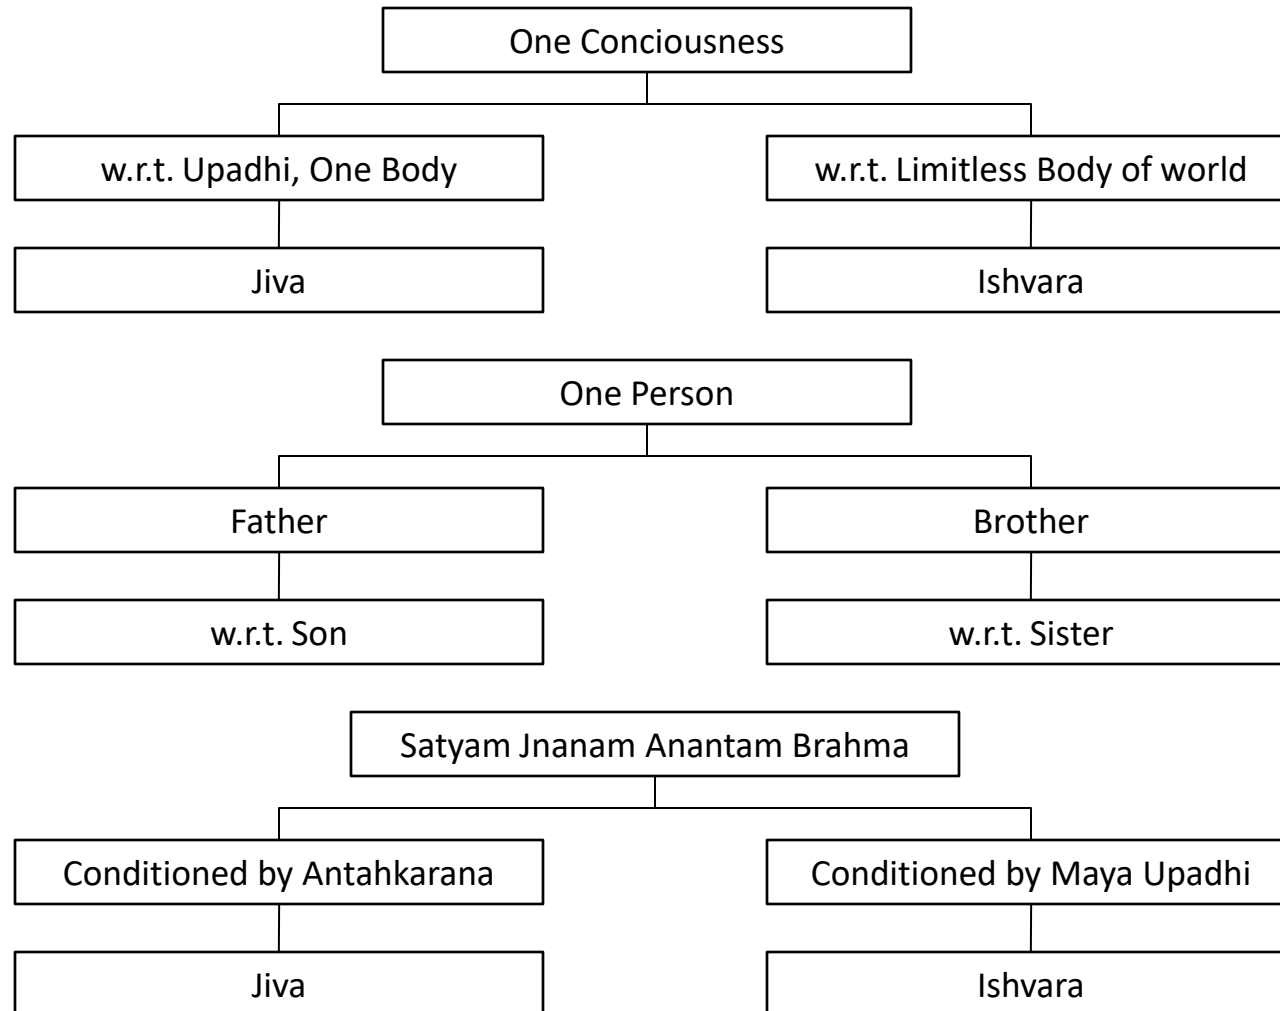 One Conciousness
w.r.t. Upadhi, One Body
w.r.t. Limitless Body of world
Jiva
Ishvara
One Person
Father
Brother
w.r.t. Son
w.r.t. Sister
Satyam Jnanam Anantam Brahma
Conditioned by Antahkarana
Conditioned by Maya Upadhi
Jiva
Ishvara